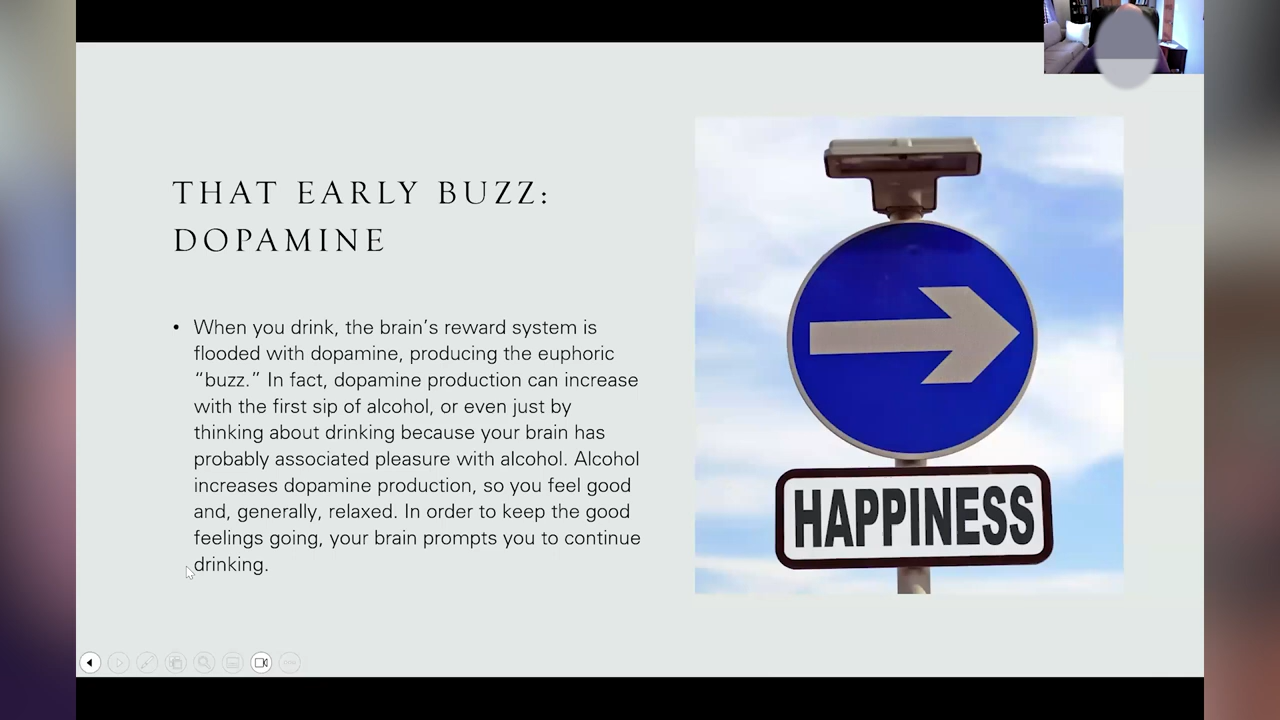 THAT EARLY BUZZ:
DOPAMINE
• When you drink, the brain’s reward system is
flooded with dopamine, producing the euphoric
“buzz.” In fact, dopamine production can increase
with the first sip of alcohol, or even just by
thinking about drinking because your brain has
probably associated pleasure with alcohol. Alcohol
increases dopamine production, so you feel good
and, generally, relaxed. In order to keep the good
feelings going, your brain prompts you to continue
drinking.
HAPPINESS